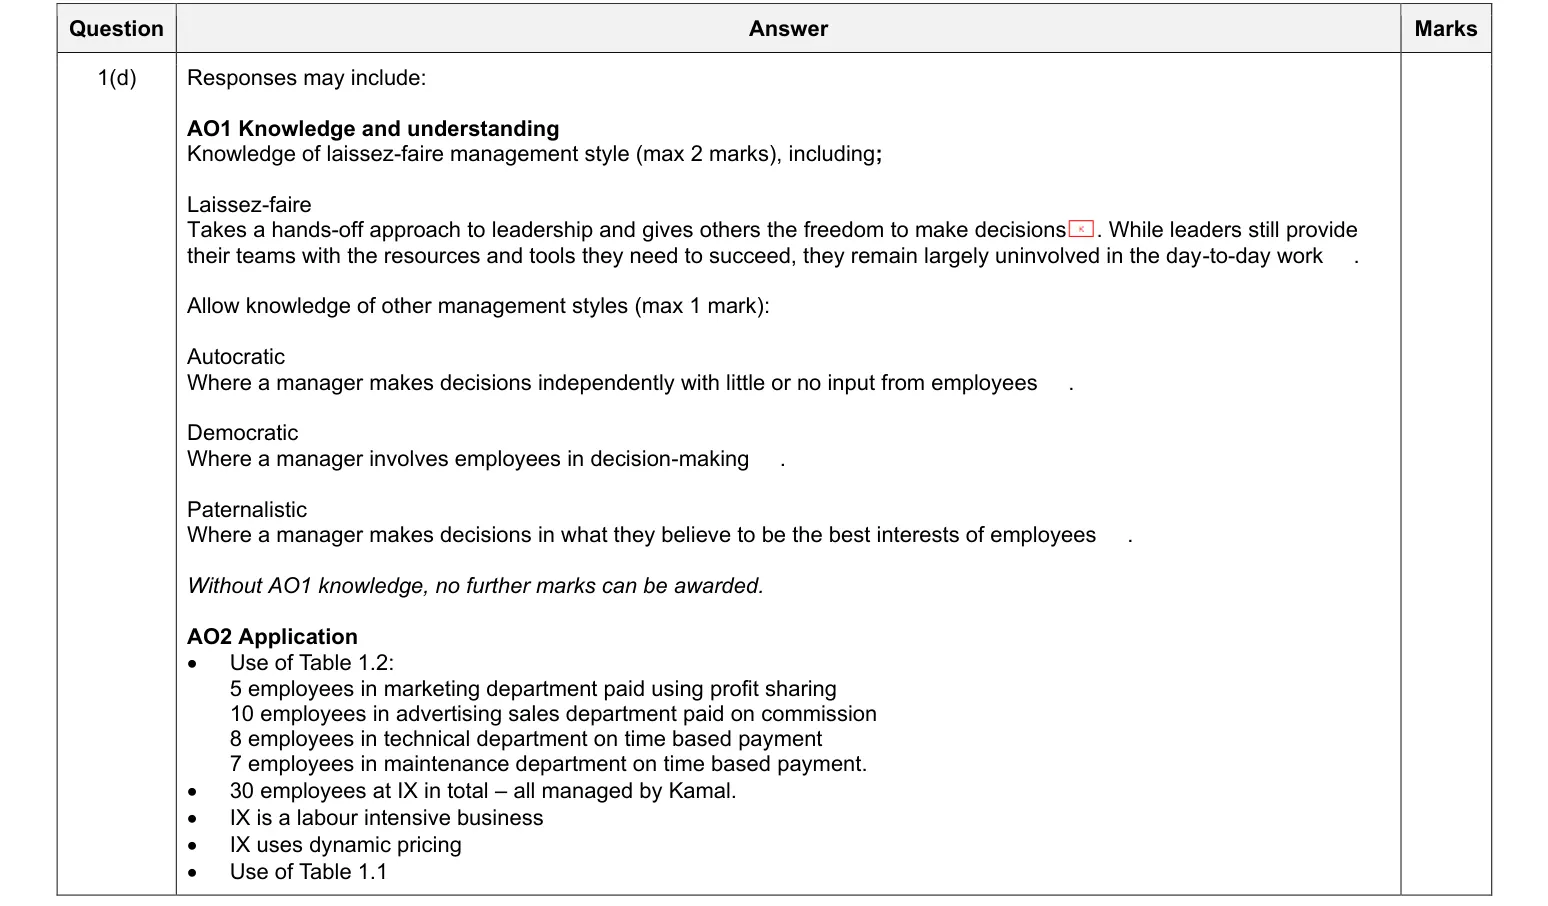 Question Answer Marks
1(d) Responses may include:
AO1 Knowledge and understanding
Knowledge of laissez-faire management style (max 2 marks), including;
Laissez-faire
Takes a hands-off approach to leadership and gives others the freedom to make decisions K. While leaders still provide
their teams with the resources and tools they need to succeed, they remain largely uninvolved in the day-to-day work .
Allow knowledge of other management styles (max 1 mark):
Autocratic
Where a manager makes decisions independently with little or no input from employees .
Democratic
Where a manager involves employees in decision-making .
Paternalistic
Where a manager makes decisions in what they believe to be the best interests of employees .
Without AO1 knowledge, no further marks can be awarded.
AO2 Application
• Use of Table 1.2:
5 employees in marketing department paid using profit sharing
10 employees in advertising sales department paid on commission
8 employees in technical department on time based payment
7 employees in maintenance department on time based payment.
• 30 employees at IX in total – all managed by Kamal.
• IX is a labour intensive business
• IX uses dynamic pricing
• Use of Table 1.1